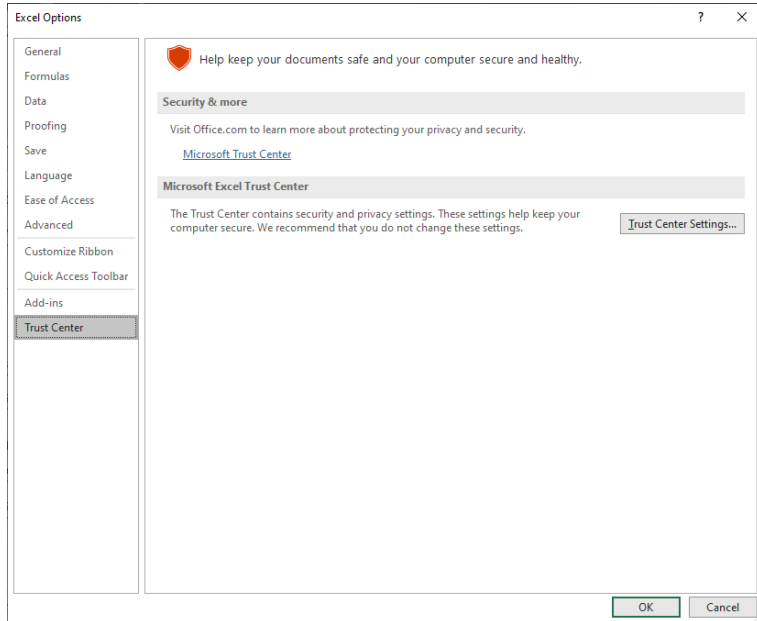 Excel Options
?
General
Formulas
Data
Proofing
Save
Language
Ease of Access
Advanced
Customize Ribbon
Quick Access Toolbar
Add-ins
Trust Center
Help keep your documents safe and your computer secure and healthy.
Security & more
Visit Office.com to learn more about protecting your privacy and security.
Microsoft Trust Center
Microsoft Excel Trust Center
The Trust Center contains security and privacy settings. These settings help keep your
computer secure. We recommend that you do not change these settings.
Trust Center Settings...
OK
Cancel